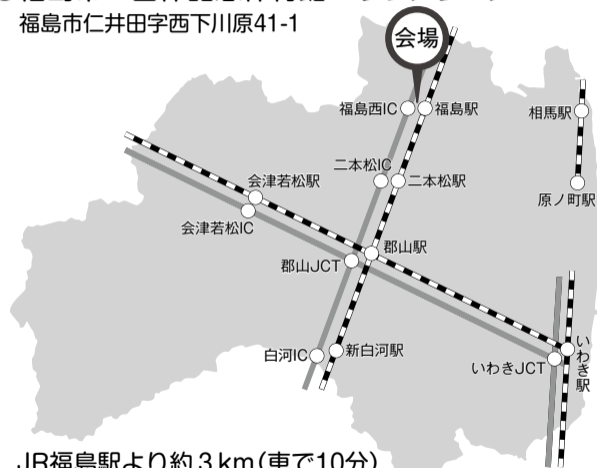 福島市仁井田字西下川原41-1
会場
福島西IC
福島駅
相馬駅
二本松IC
二本松駅
会津若松駅
原ノ町駅
会津若松IC
郡山駅
郡山JCT
白河IC
新白河駅
いわきJCT
いわき駅
JR福島駅より約3km(車で10分)